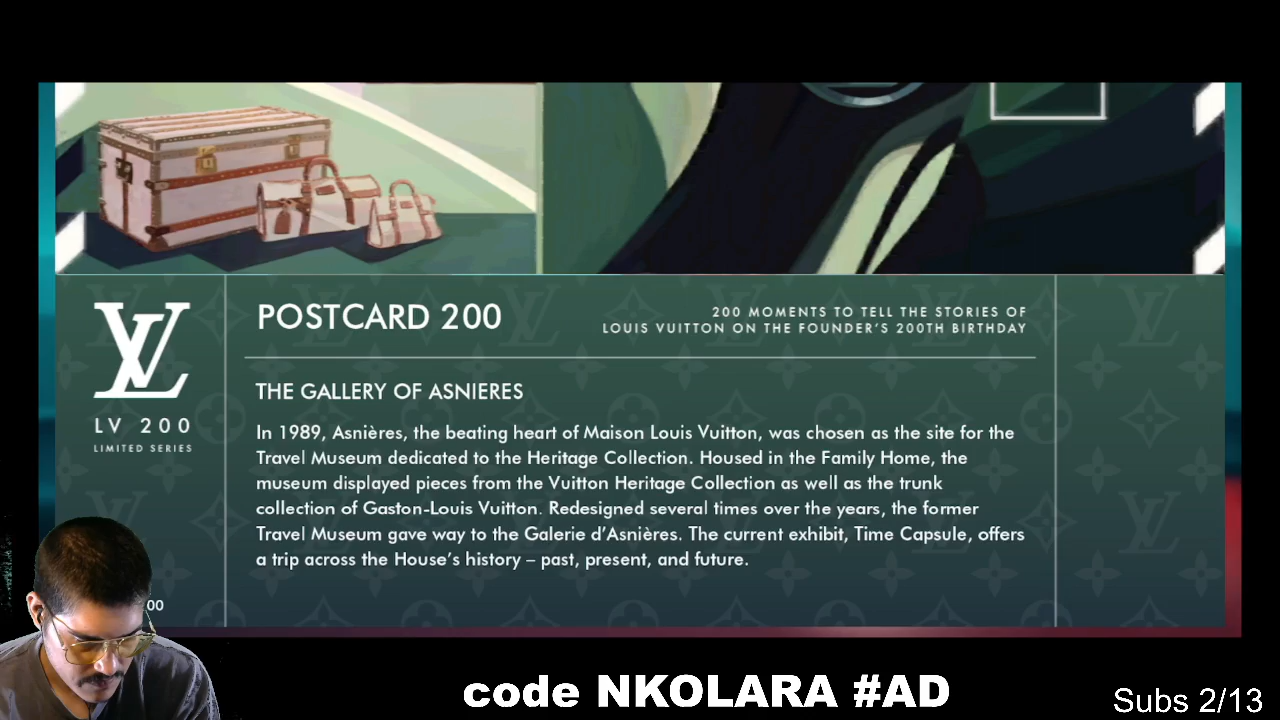 LV
LV 200
LIMITED SERIES
POSTCARD 200
200 MOMENTS TO TELL THE STORIES OF
LOUIS VUITTON ON THE FOUNDER'S 200TH BIRTHDAY
THE GALLERY OF ASNIERES
In 1989, Asnières, the beating heart of Maison Louis Vuitton, was chosen as the site for the
Travel Museum dedicated to the Heritage Collection. Housed in the Family Home, the
museum displayed pieces from the Vuitton Heritage Collection as well as the trunk
collection of Gaston-Louis Vuitton. Redesigned several times over the years, the former
Travel Museum gave way to the Galerie d'Asnières. The current exhibit, Time Capsule, offers
a trip across the House's history – past, present, and future.
00
code NKOLARA #AD
Subs 2/13